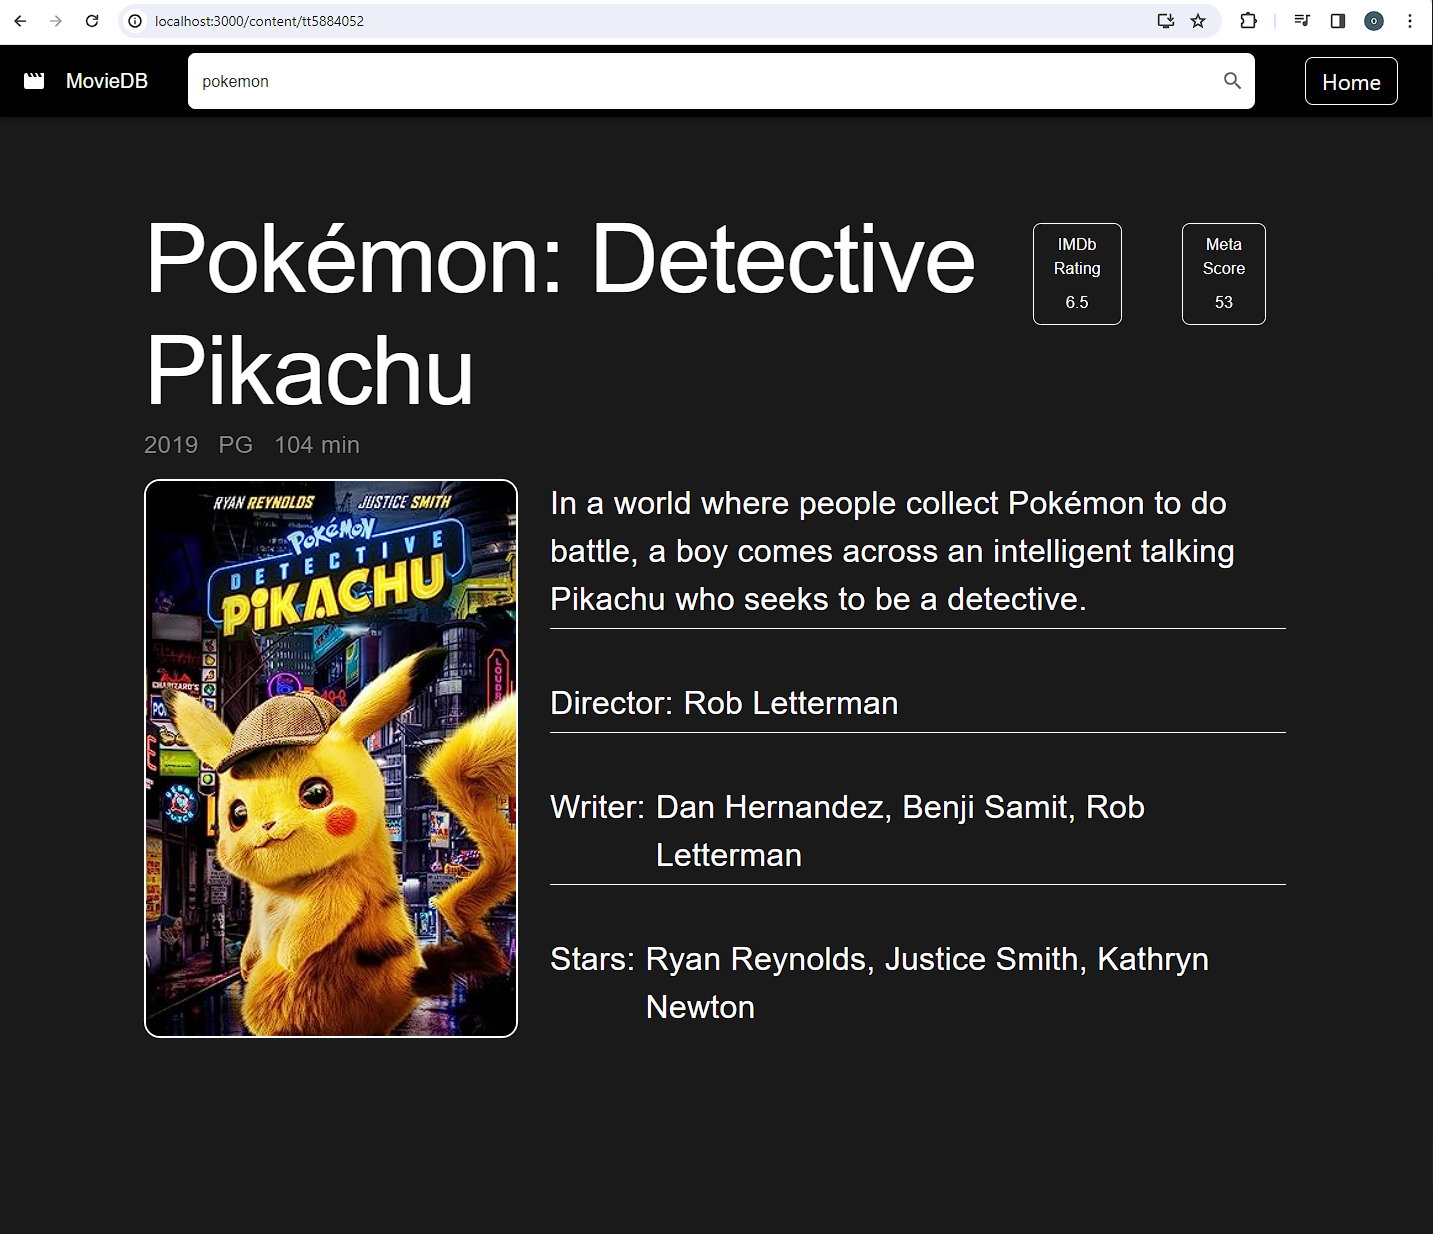 localhost:3000/content/tt5884052
MovieDB
pokemon
Home
Pokémon: Detective
Pikachu
IMDb
Rating
6.5
Meta
Score
53
2019 PG 104 min
RYAN REYNOLDS JUSTICE SMITH
POKéMON
DETECTIVE
PIKACHU
CHARIZARD'S
In a world where people collect Pokémon to do
battle, a boy comes across an intelligent talking
Pikachu who seeks to be a detective.
Director: Rob Letterman
Writer: Dan Hernandez, Benji Samit, Rob
Letterman
Stars: Ryan Reynolds, Justice Smith, Kathryn
Newton